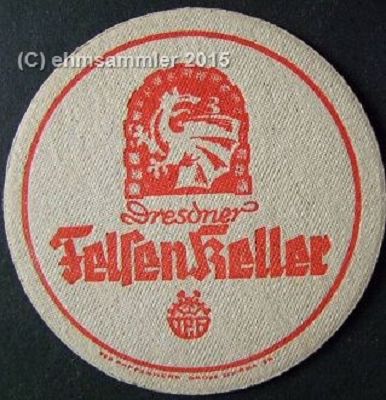 (C) ehmsammler 2015
Dresdner
Felsenkeller